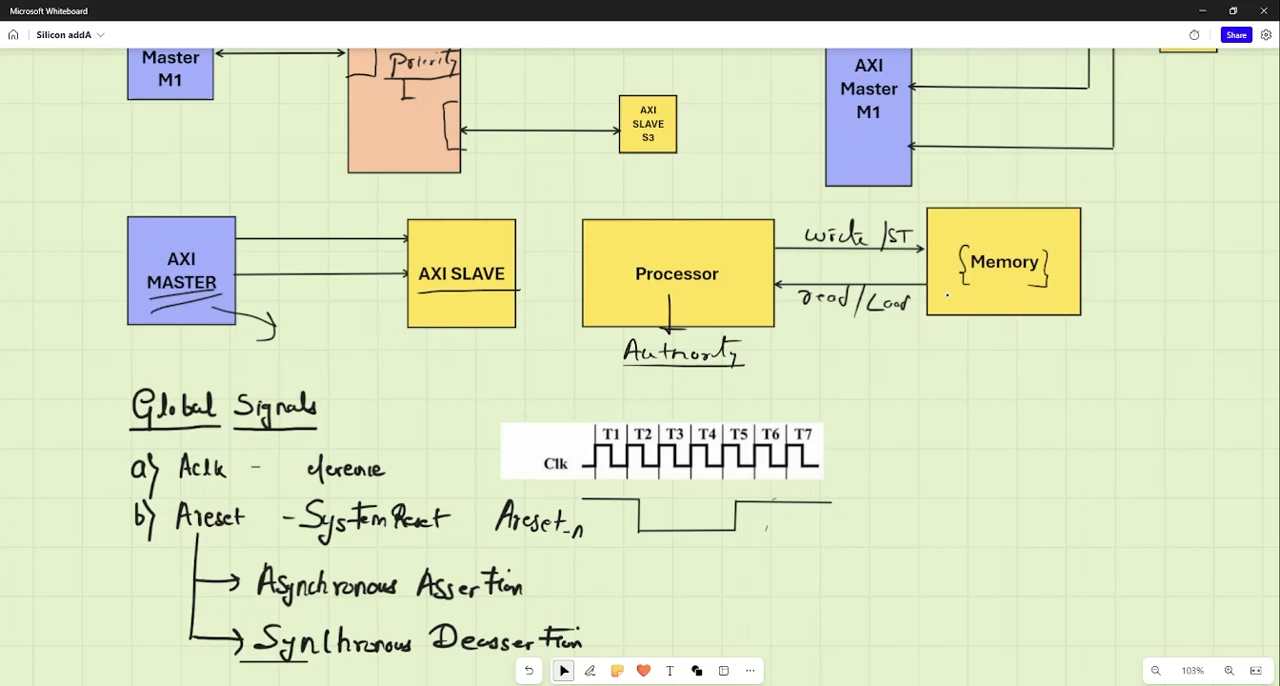 Microsoft Whiteboard
Silicon addA
Share
Master
M1
Priority
AXI
SLAVE
S3
AXI
Master
M1
AXI
MASTER
AXI SLAVE
Processor
Authority
write /ST
read/Load
Memory
Global Signals
a) Aclk - eference
b) Areset - System Reset
Asynchronous Assertion
Synchronous Deassertion
T1 T2 T3 T4 T5 T6 T7
Clk
Areset_n
103%